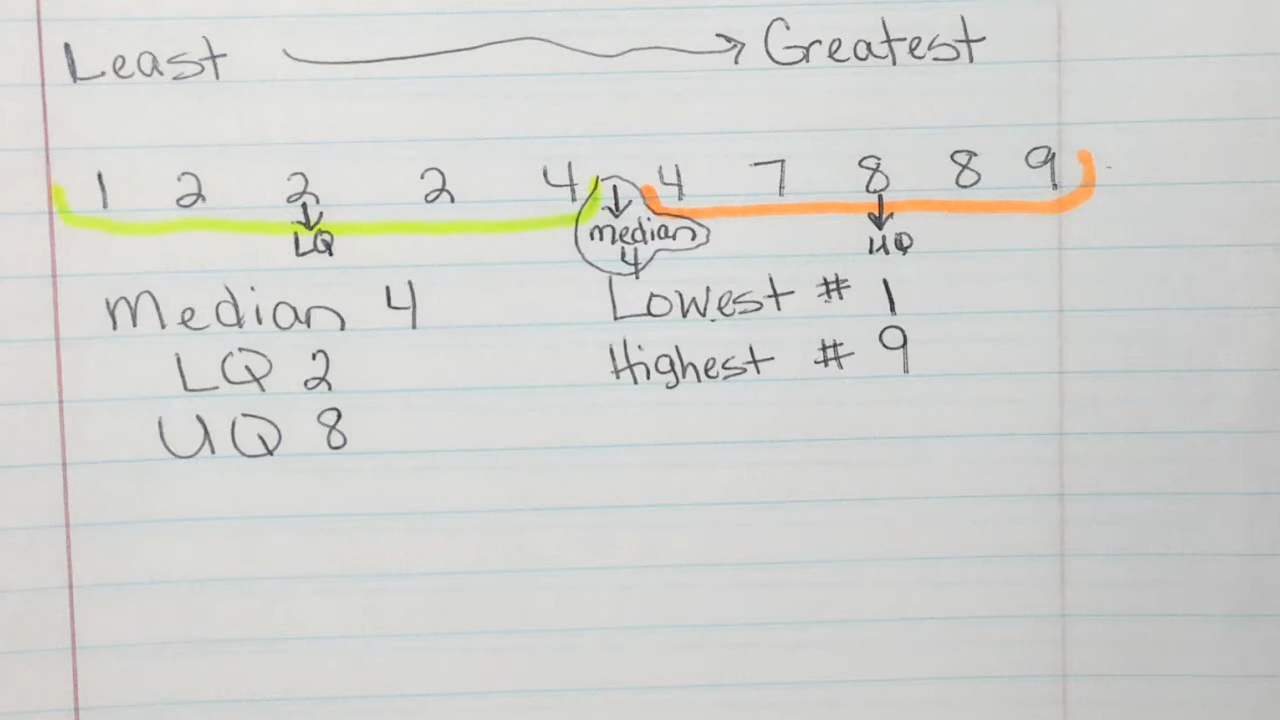 Least → Greatest
1 2 2 2 4 4 7 8 8 9
LQ median UQ
4
Median 4 Lowest # 1
LQ 2 Highest # 9
UQ 8